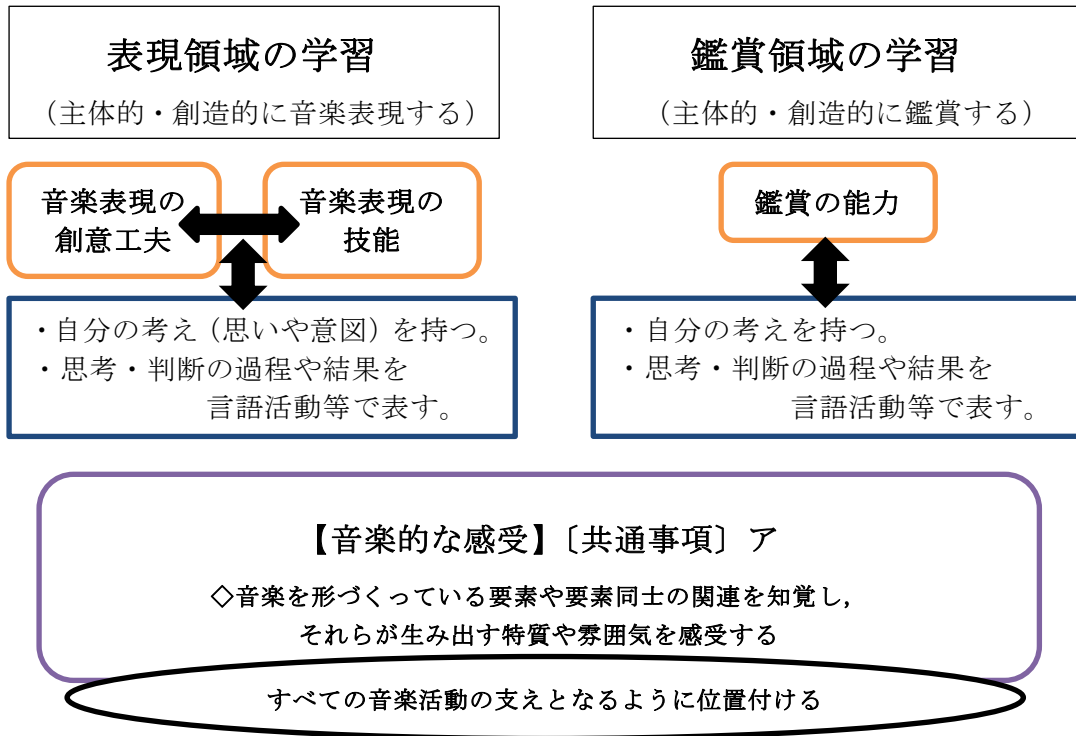 表現領域の学習
（主体的・創造的に音楽表現する）
音楽表現の
創意工夫
音楽表現の
技能
・自分の考え（思いや意図）を持つ。
・思考・判断の過程や結果を
言語活動等で表す。
鑑賞領域の学習
（主体的・創造的に鑑賞する）
鑑賞の能力
・自分の考えを持つ。
・思考・判断の過程や結果を
言語活動等で表す。
【音楽的な感受】〔共通事項〕ア
◇音楽を形づくっている要素や要素同士の関連を知覚し，
それらが生み出す特質や雰囲気を感受する
すべての音楽活動の支えとなるように位置付ける